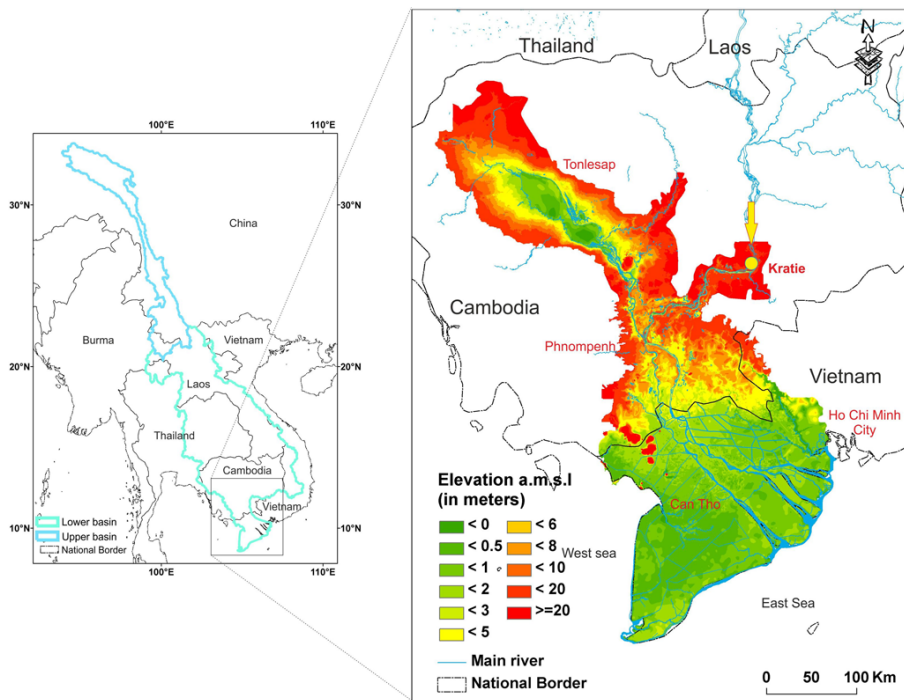 100°E
110°E
30°N
20°N
10°N
China
Burma
Vietnam
Laos
Thailand
Cambodia
Vietnam
Lower basin
Upper basin
National Border
100°E
110°E
Thailand
Laos
N
Tonlesap
Kratie
Cambodia
Phnompenh
Vietnam
Ho Chi Minh
City
Can Tho
West sea
East Sea
Elevation a.m.s.l
(in meters)
< 0
< 0.5
< 1
< 2
< 3
< 5
< 6
< 8
< 10
< 20
>=20
Main river
National Border
0 50 100 Km